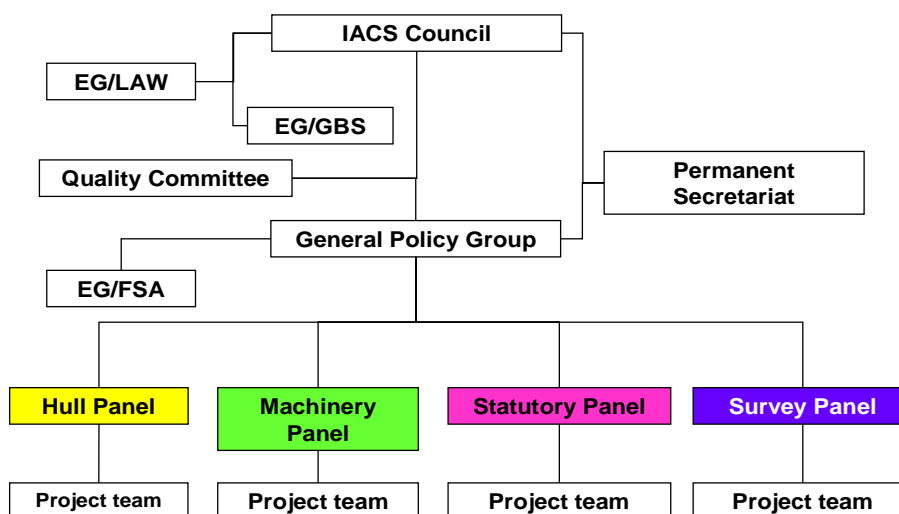 IACS Council
EG/LAW
EG/GBS
Quality Committee
Permanent
Secretariat
General Policy Group
EG/FSA
Hull Panel
Machinery
Panel
Statutory Panel
Survey Panel
Project team
Project team
Project team
Project team